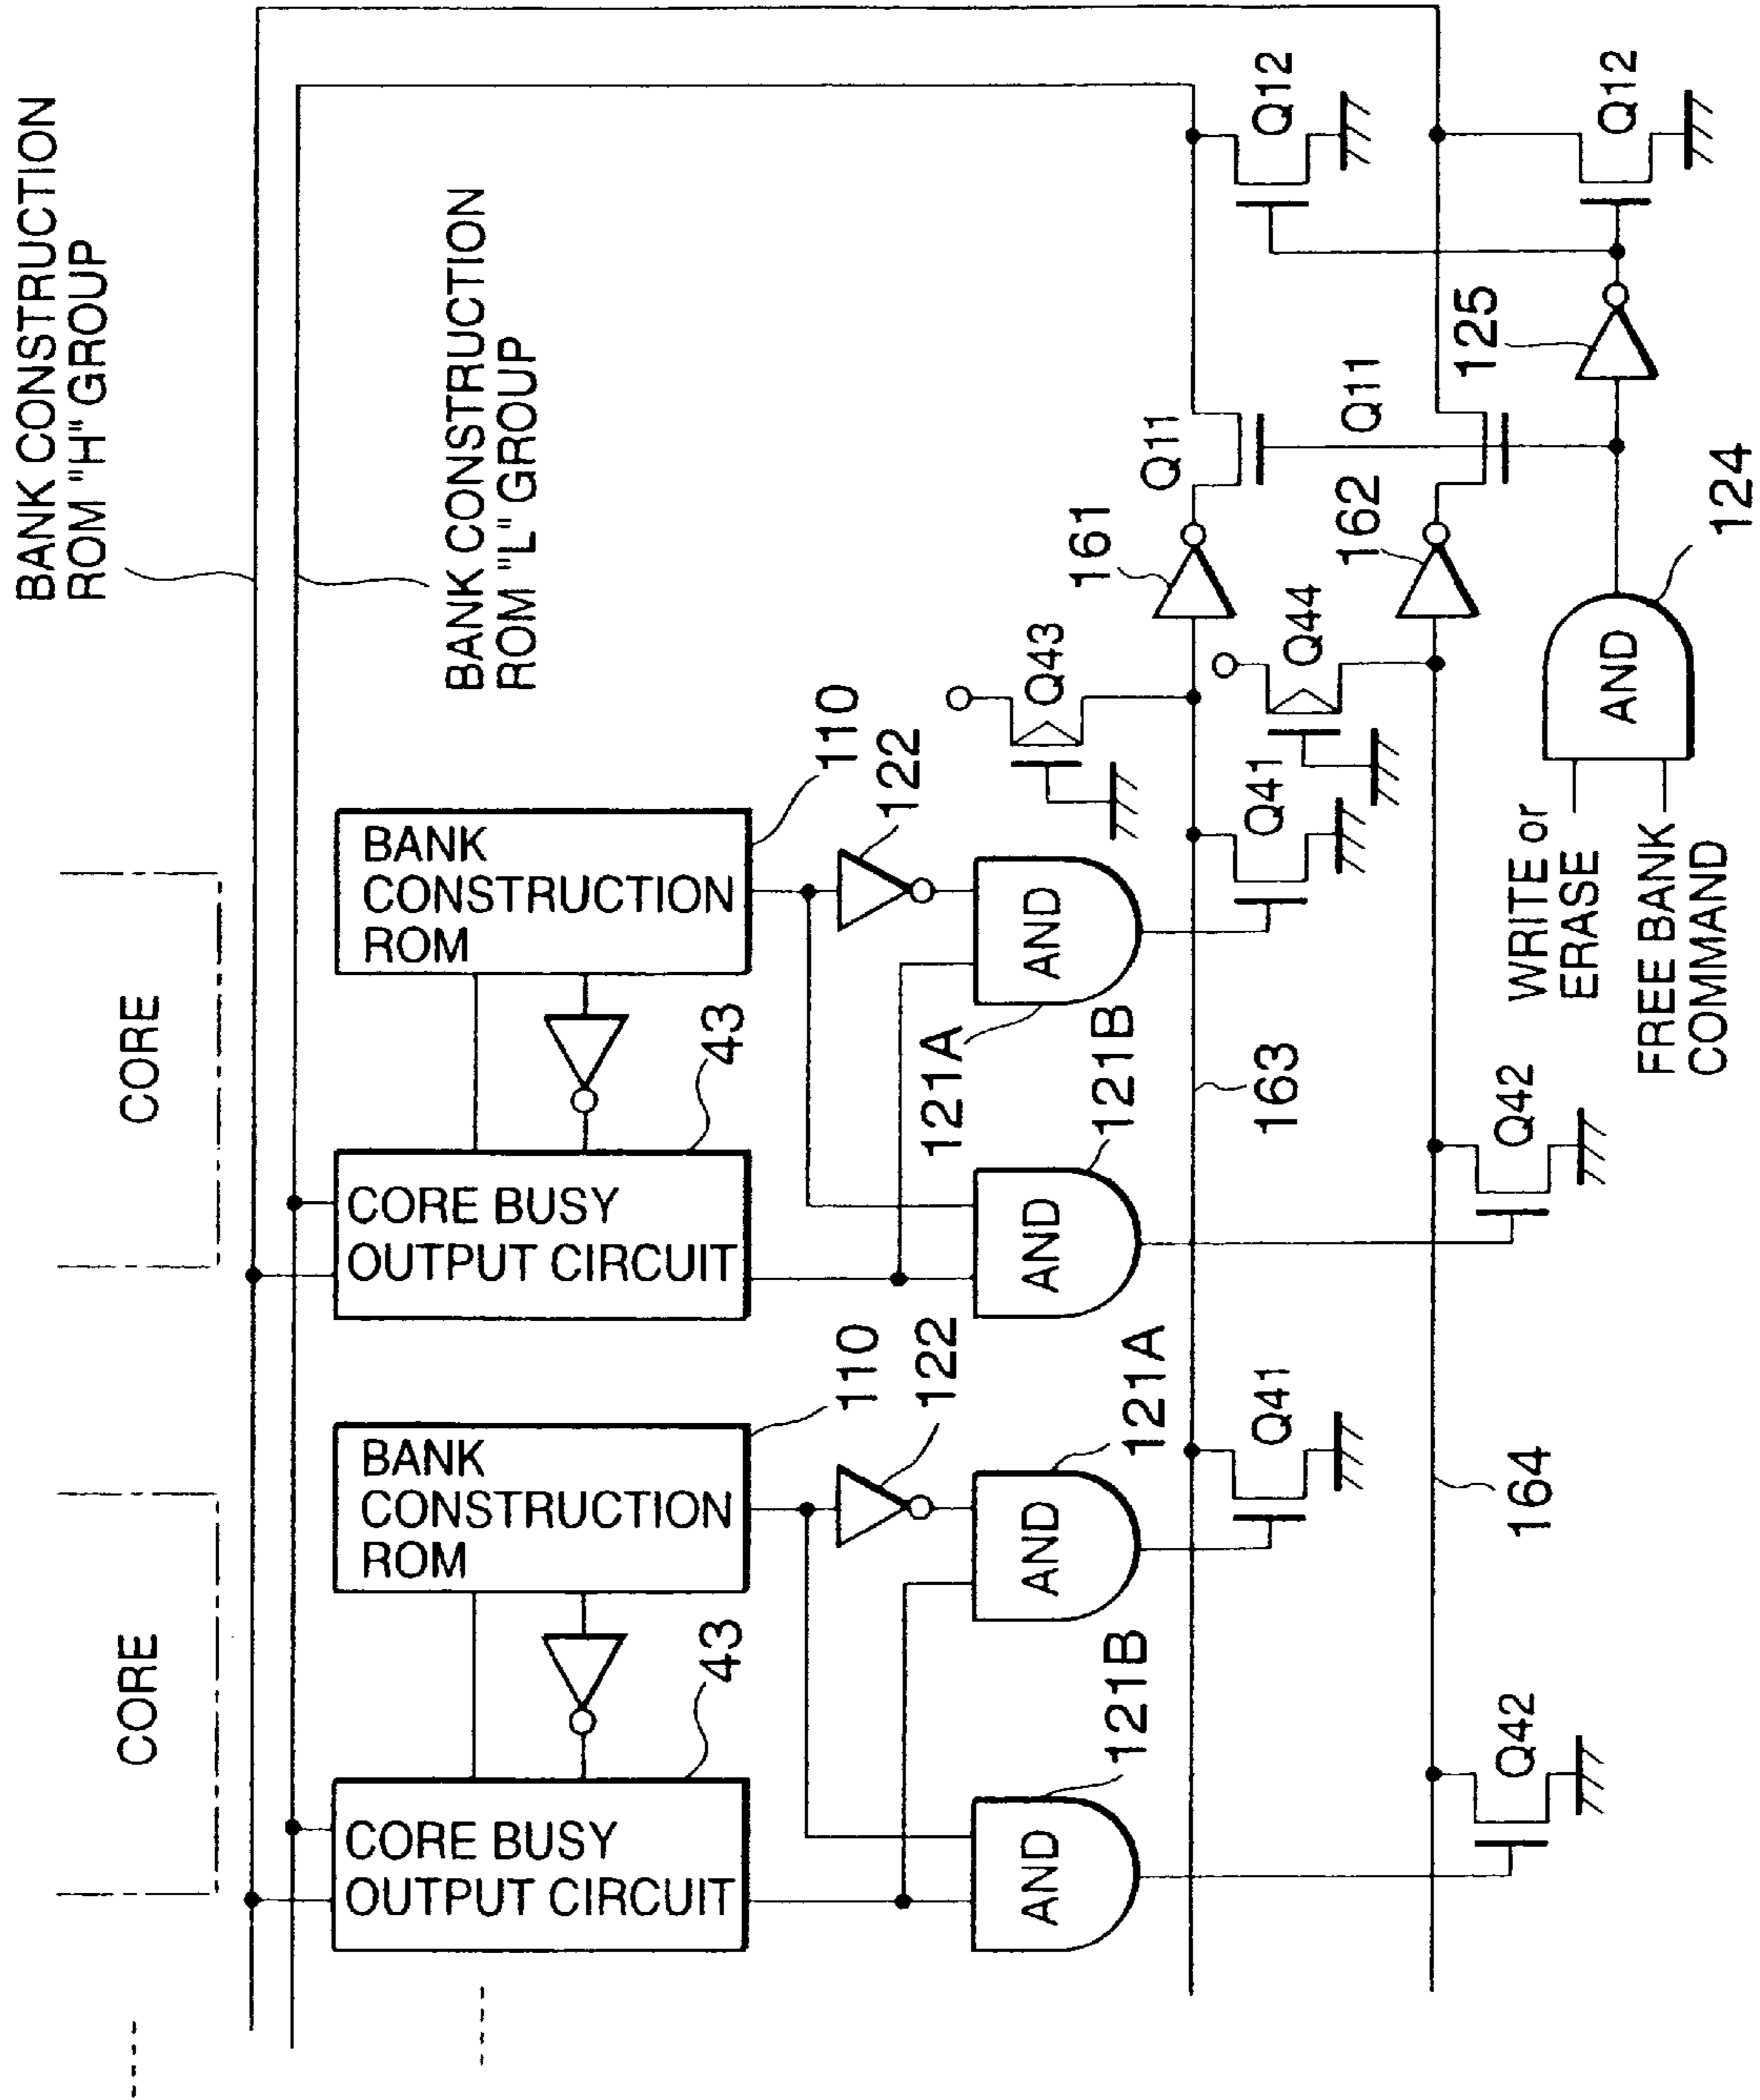 BANK CONSTRUCTION
ROM "H" GROUP
BANK CONSTRUCTION
ROM "L" GROUP
CORE
CORE
BANK
CONSTRUCTION
ROM
110
122
43
CORE BUSY
OUTPUT CIRCUIT
121A
AND
121B
AND
BANK
CONSTRUCTION
ROM
110
122
43
CORE BUSY
OUTPUT CIRCUIT
121A
AND
121B
AND
Q43
161
Q11
Q12
Q41
163
Q41
Q44
162
Q11
Q12
125
Q42
164
Q42
AND
124
WRITE or
ERASE
FREE BANK
COMMAND